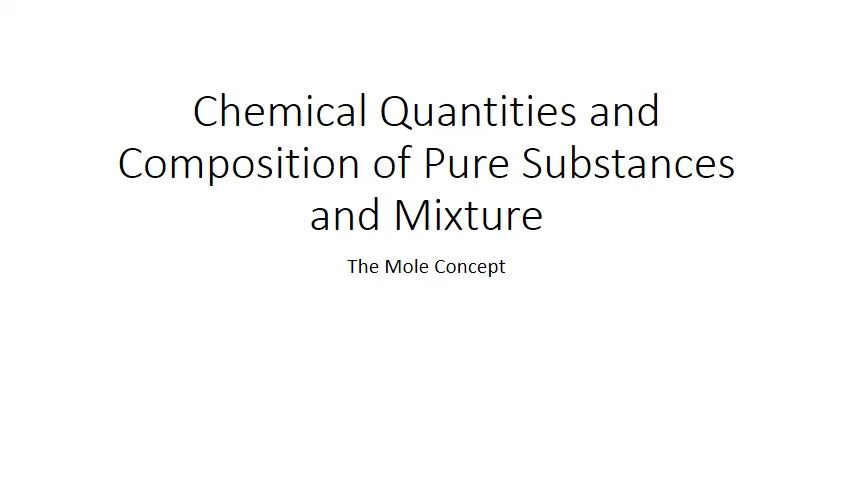 Chemical Quantities and
Composition of Pure Substances
and Mixture
The Mole Concept